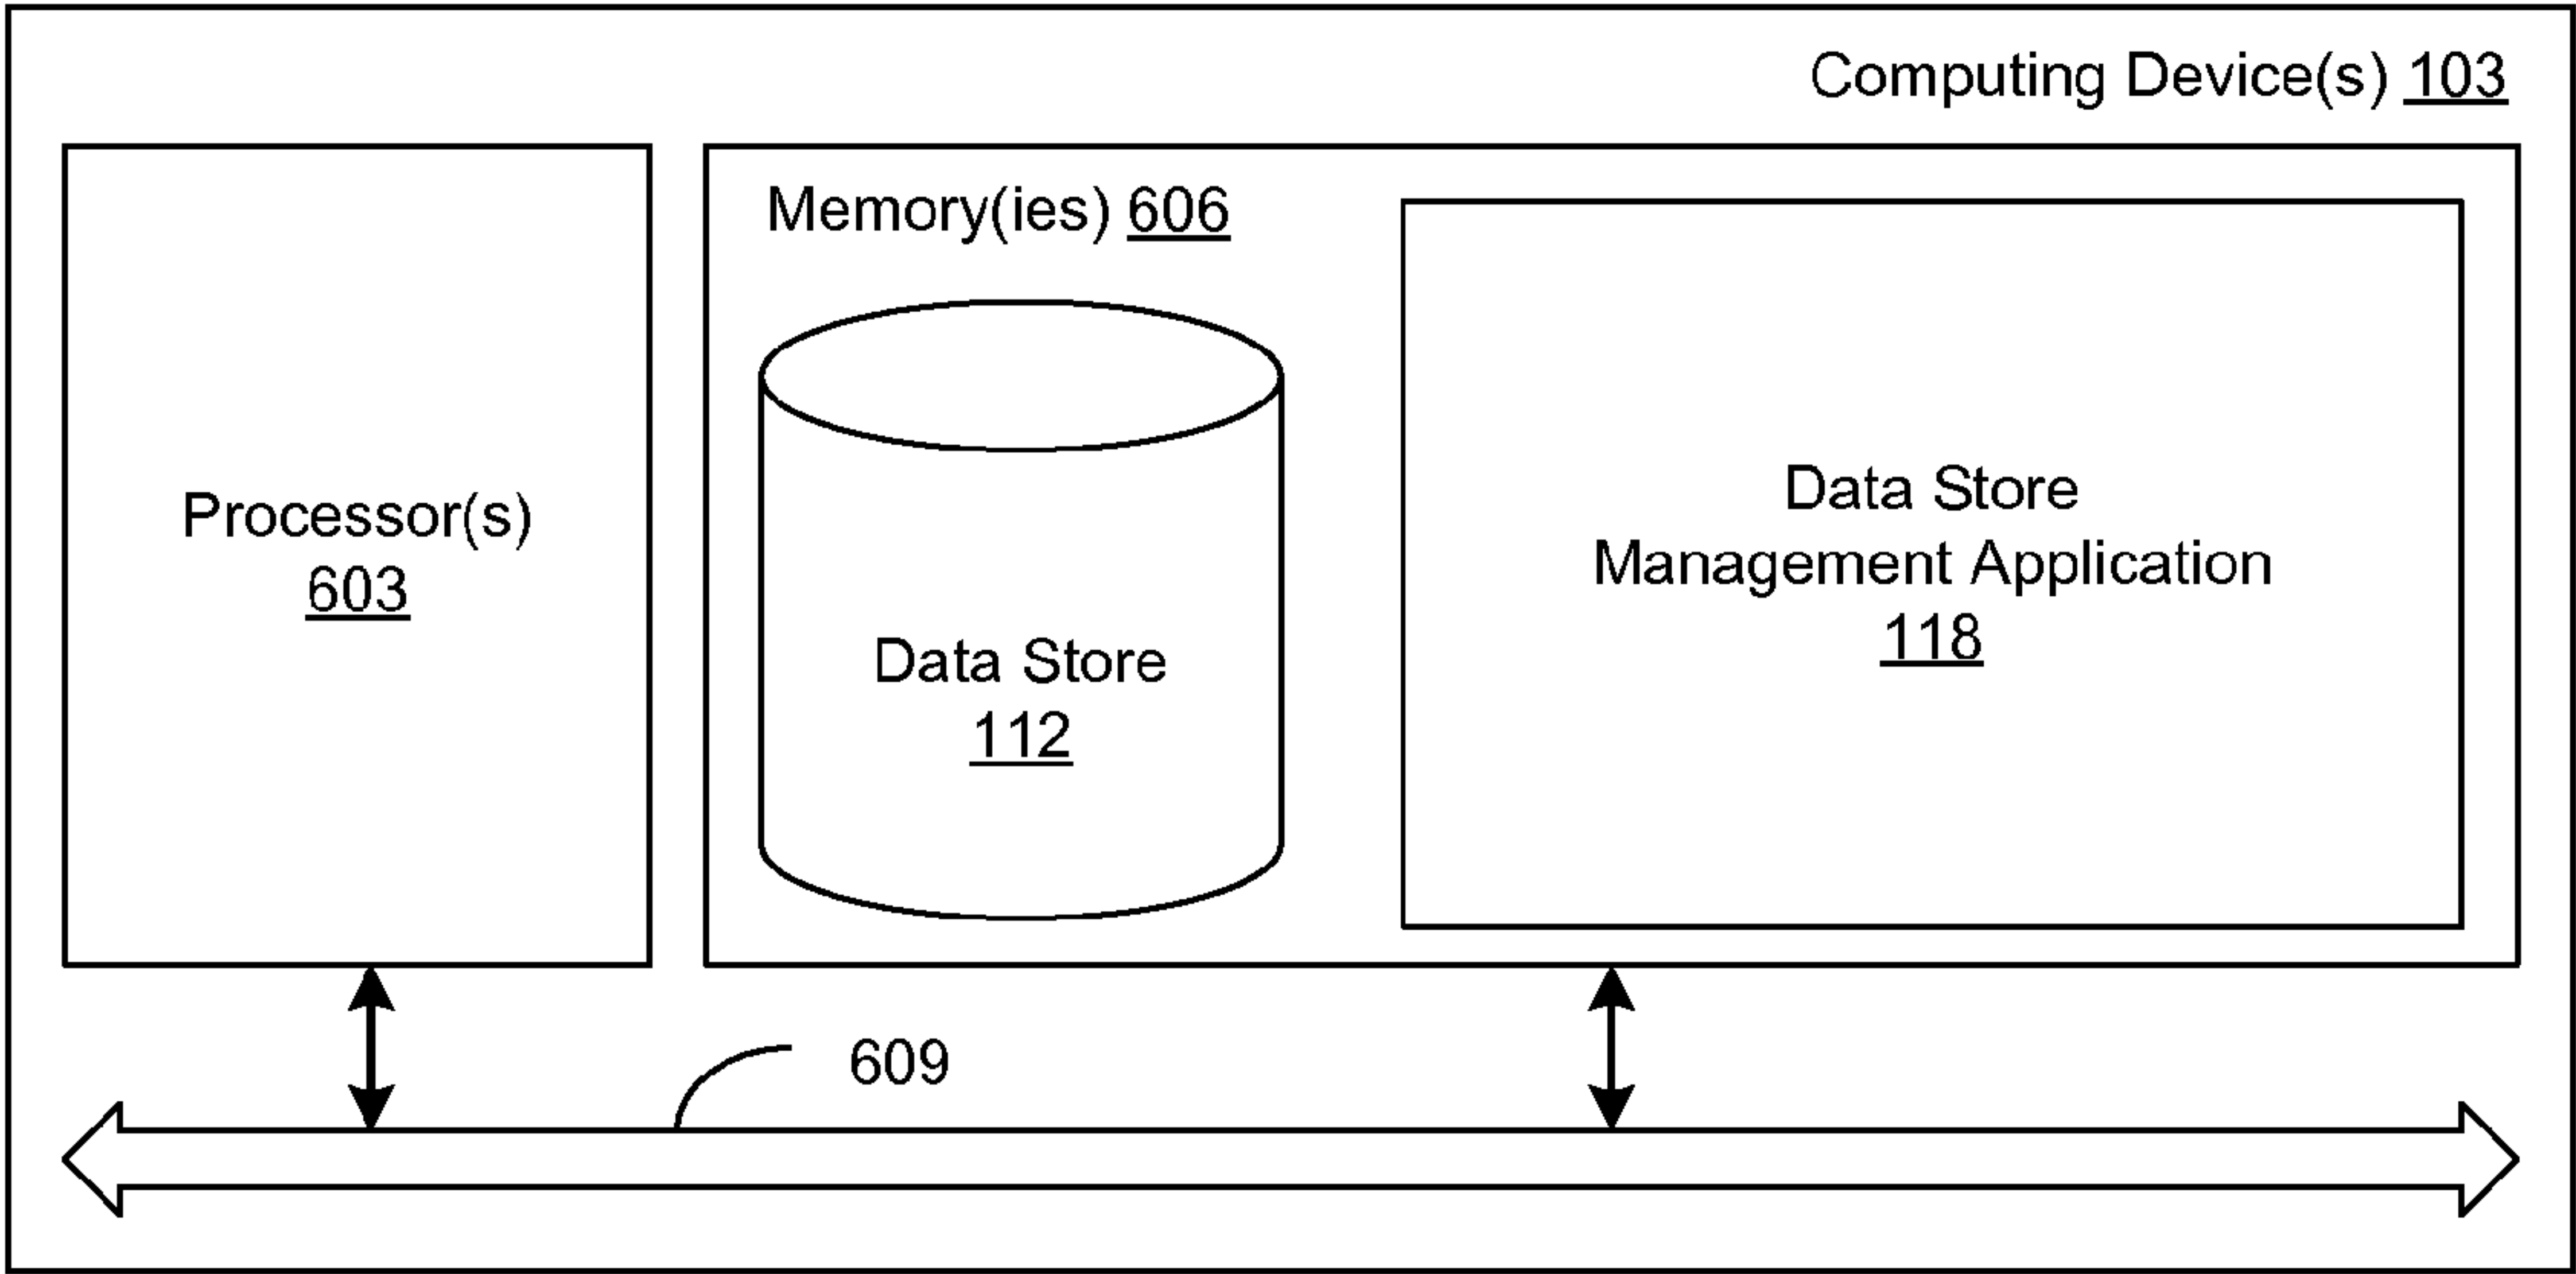 Computing Device(s) 103
Memory(ies) 606
Processor(s)
603
Data Store
112
Data Store
Management Application
118
609